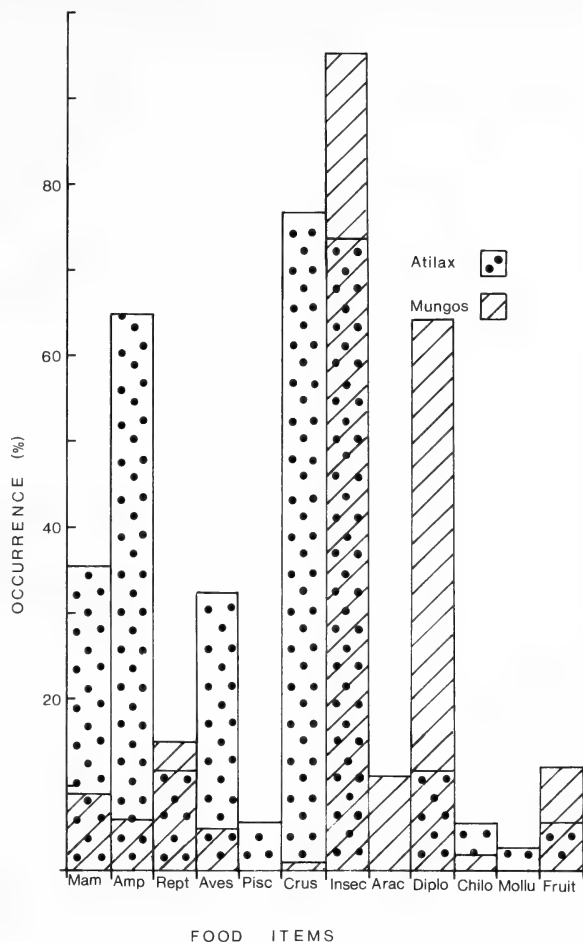 80
60
40
20
OCCURRENCE (%)
Atilax
Mungos
Mam Amp Rept Aves Pisc Crus Insec Arac Diplo Chilo Mollu Fruit
FOOD ITEMS